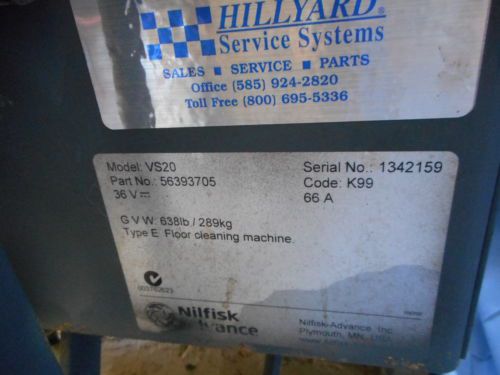 HILLYARD®
Service Systems
SALES ■ SERVICE ■ PARTS
Office (585) 924-2820
Toll Free (800) 695-5336
Model: VS20 Serial No.: 1342159
Part No.: 56393705 Code: K99
36 V 66 A
G V W: 638lb / 289kg
Type E Floor cleaning machine.
Nilfisk
Advance
Nilfisk-Advance Inc.
Plymouth, MN, USA